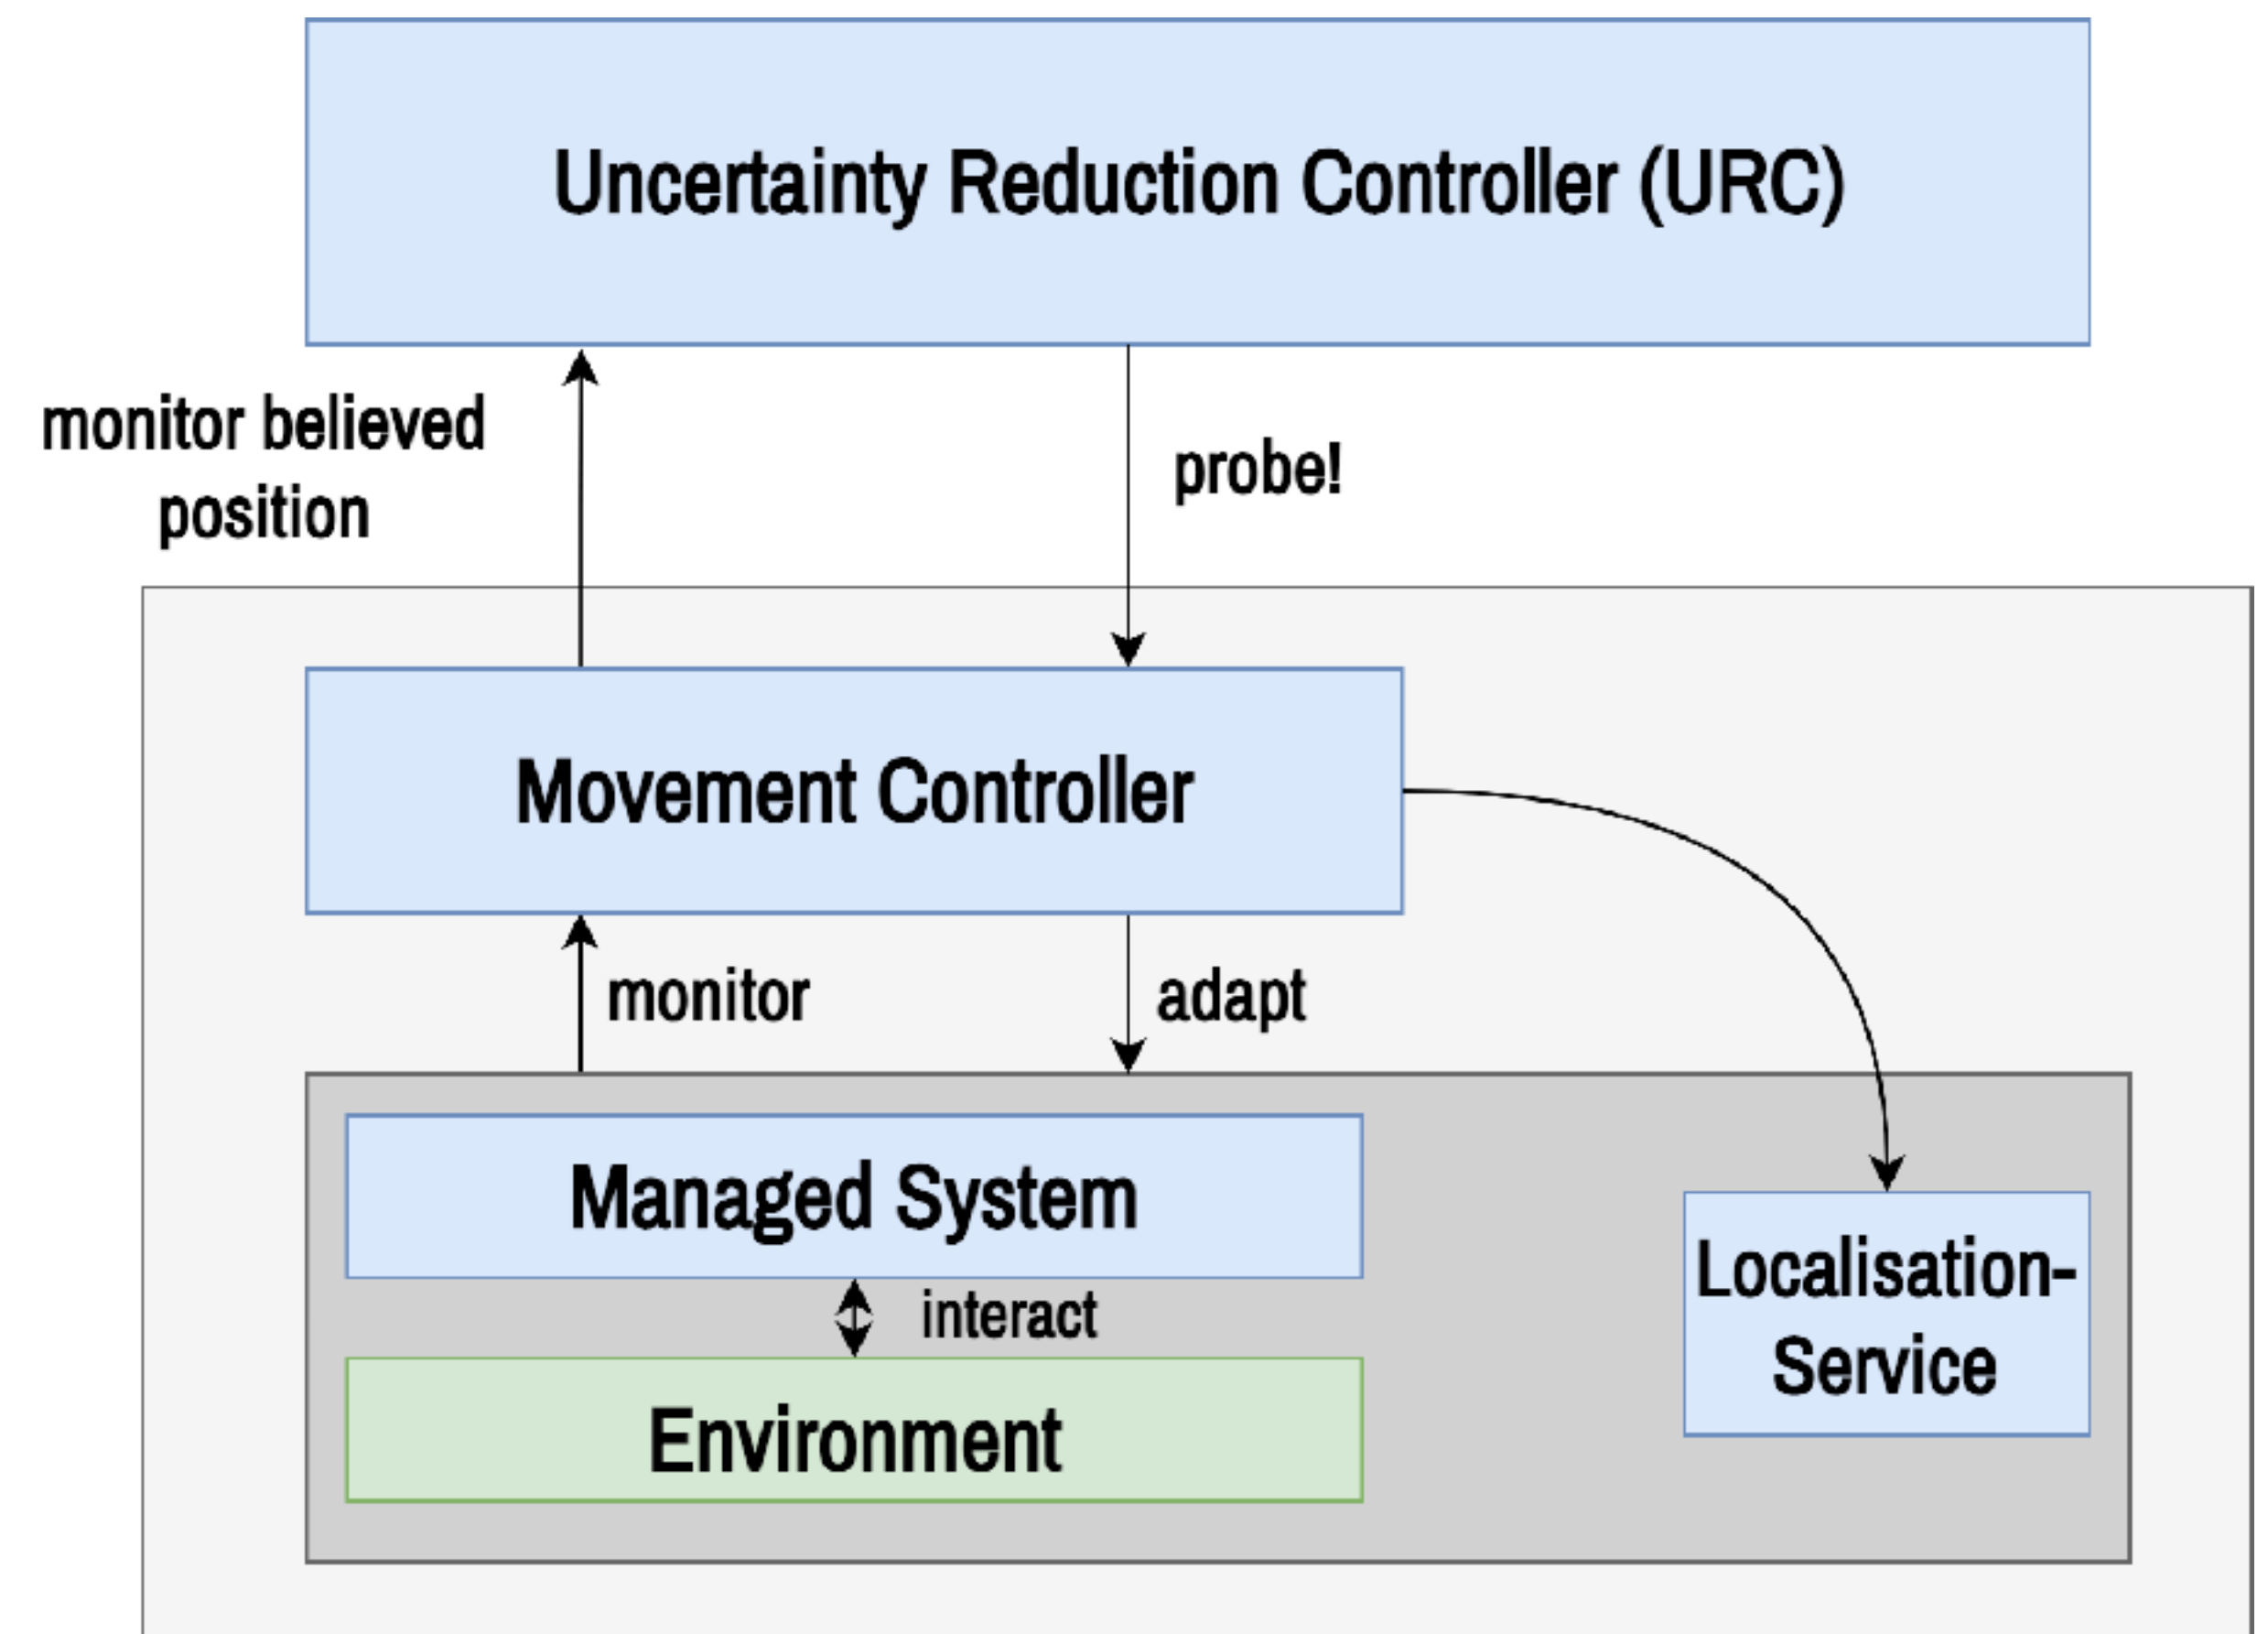 Uncertainty Reduction Controller (URC)
monitor believed
position
probe!
Movement Controller
monitor
adapt
Managed System
interact
Localisation-
Service
Environment